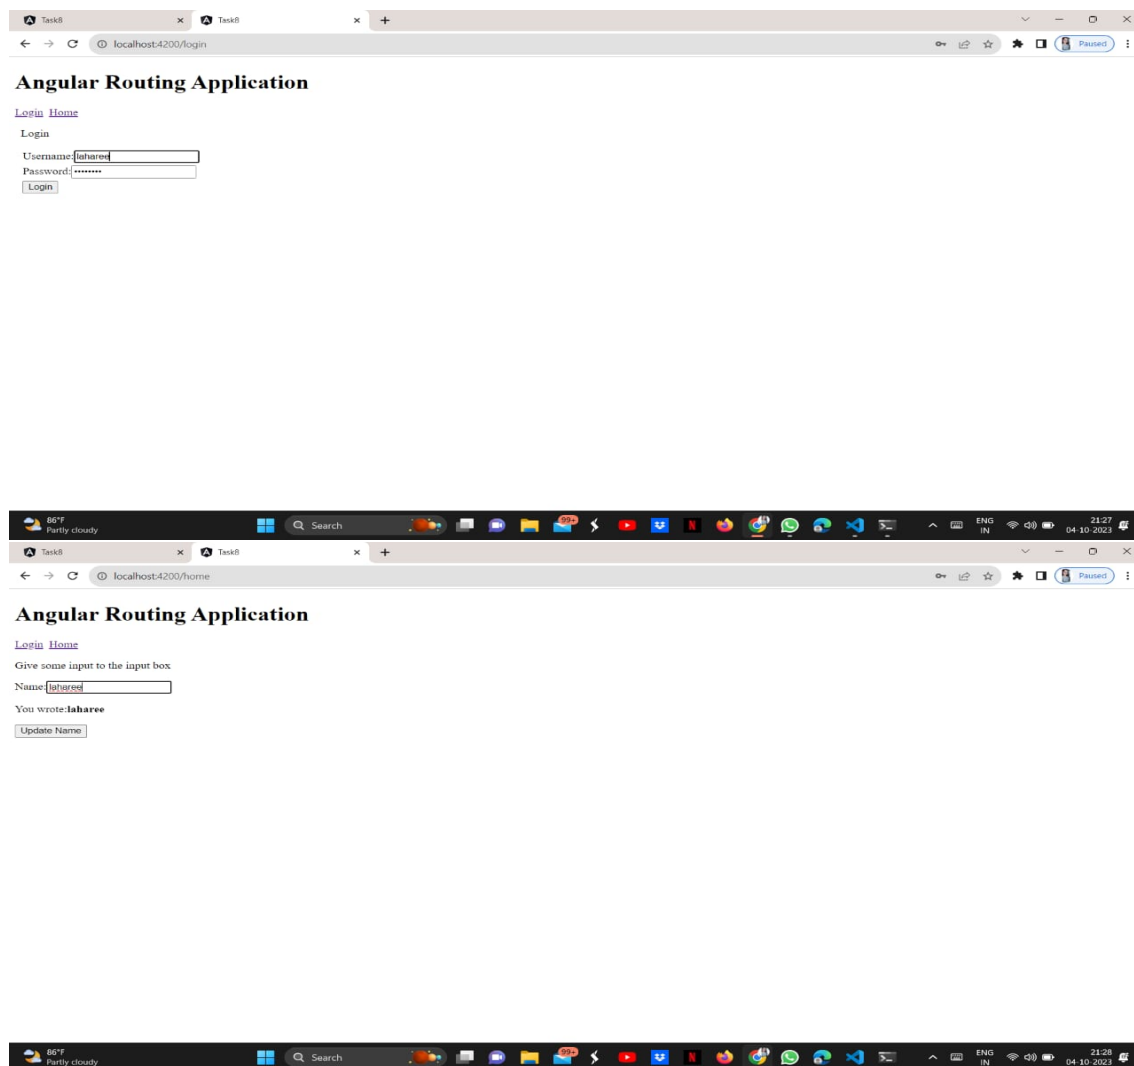 Task8 Task8
localhost:4200/login Paused
Angular Routing Application
Login Home
Login
Username:laharee
Password:••••••••
Login
86°F
Partly cloudy
Search
99+
ENG
IN
21:27
04-10-2023
Task8 Task8
localhost:4200/home Paused
Angular Routing Application
Login Home
Give some input to the input box
Name:laharee
You wrote:laharee
Update Name
86°F
Partly cloudy
Search
99+
ENG
IN
21:28
04-10-2023